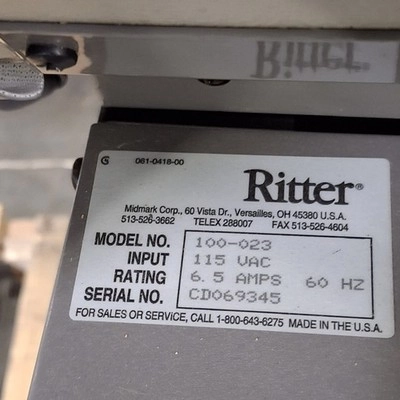 Ritter
G 061-0418-00
Ritter®
Midmark Corp., 60 Vista Dr., Versailles, OH 45380 U.S.A.
513-526-3662 TELEX 288007 FAX 513-526-4604
MODEL NO. 100-023
INPUT 115 VAC
RATING 6.5 AMPS 60 HZ
SERIAL NO. CD069345
FOR SALES OR SERVICE, CALL 1-800-643-6275 MADE IN THE U.S.A.